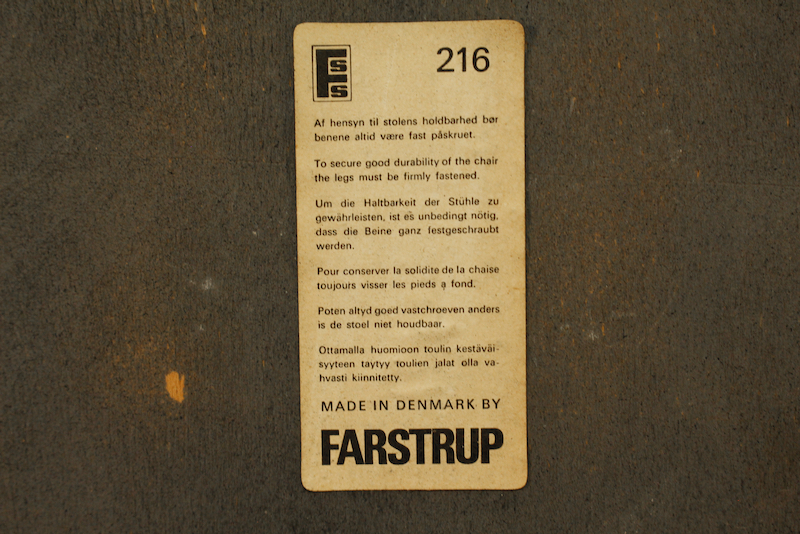 FSS
216
Af hensyn til stolens holdbarhed bør
benene altid være fast påskruet.
To secure good durability of the chair
the legs must be firmly fastened.
Um die Haltbarkeit der Stühle zu
gewährleisten, ist es unbedingt nötig,
dass die Beine ganz festgeschraubt
werden.
Pour conserver la solidite de la chaise
toujours visser les pieds a fond.
Poten altyd goed vastchroeven anders
is de stoel niet houdbaar.
Ottamalla huomioon toulin kestäväi-
syyteen taytyy toulien jalat olla va-
hvasti kiinnitetty.
MADE IN DENMARK BY
FARSTRUP